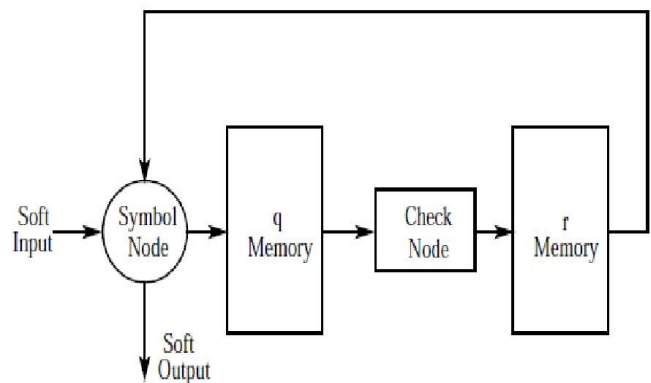 Soft
Input
Symbol
Node
q
Memory
Check
Node
r
Memory
Soft
Output